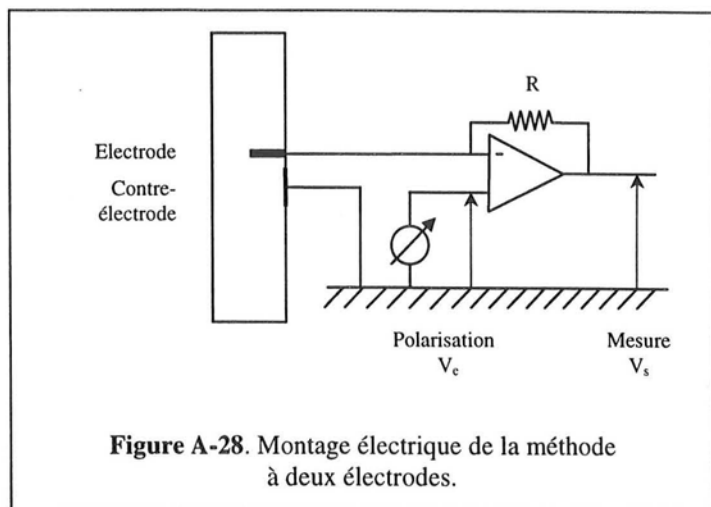 R
Electrode
-
Contre-
électrode
Polarisation
Vₑ
Mesure
Vₛ
Figure A-28. Montage électrique de la méthode
à deux électrodes.